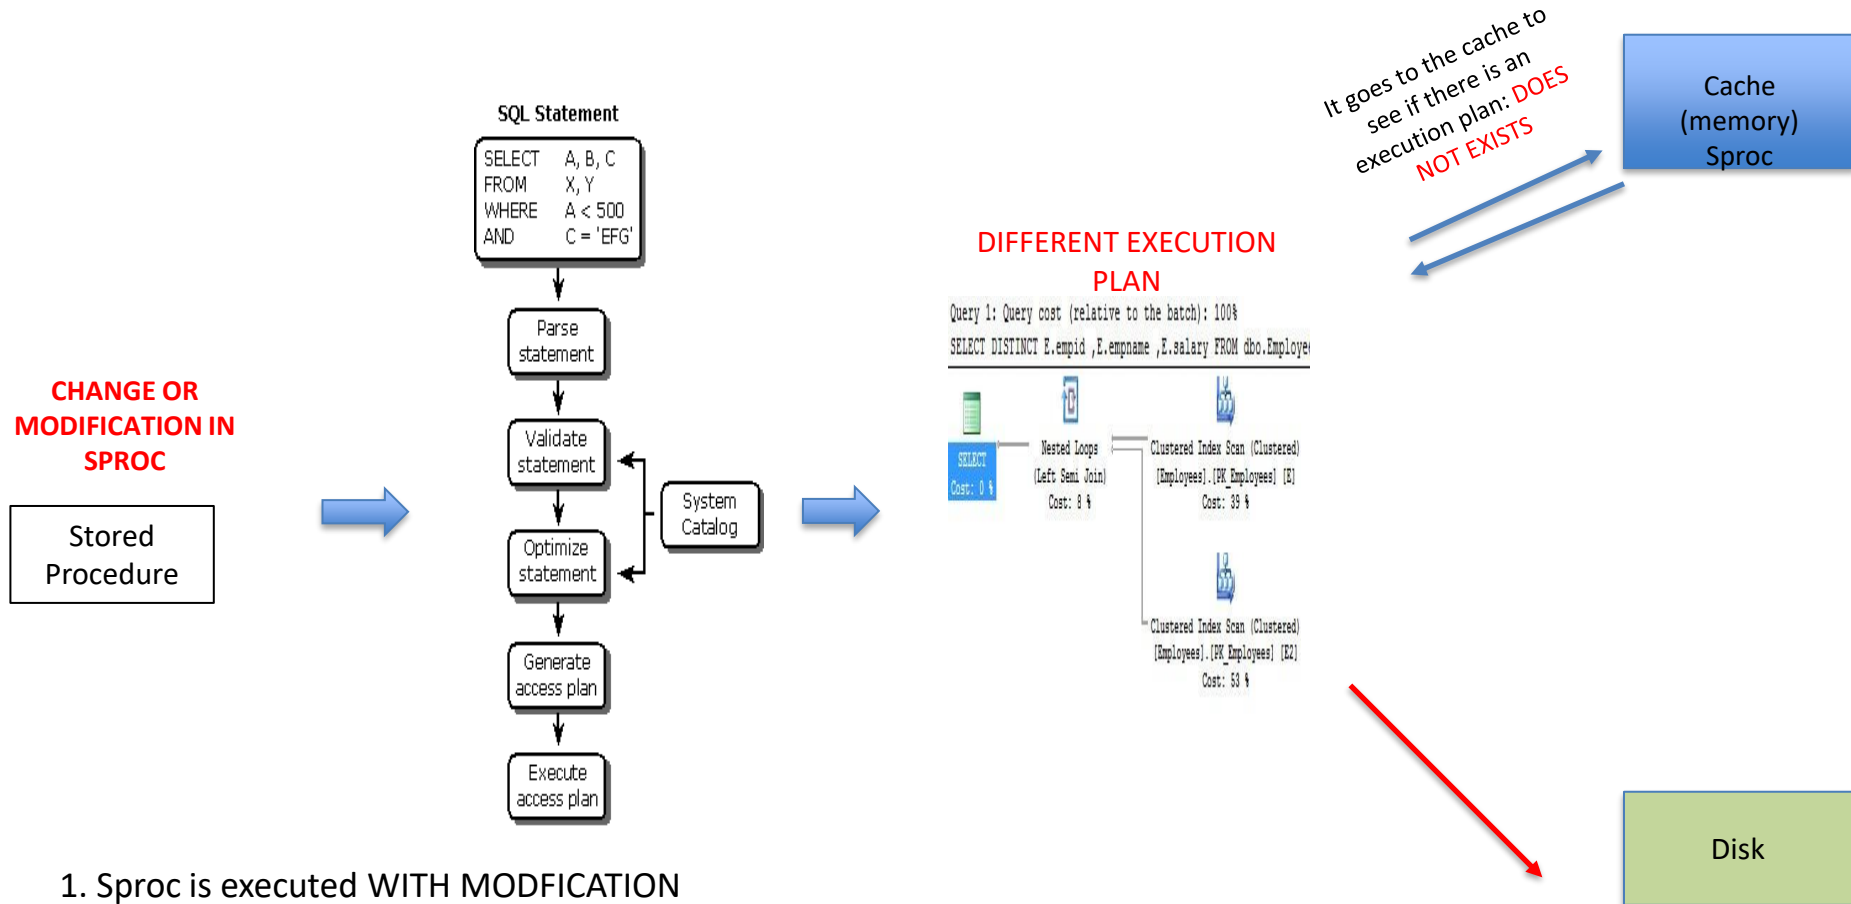 It goes to the cache to
see if there is an
execution plan: DOES
NOT EXISTS
Cache
(memory)
Sproc
SQL Statement
SELECT A, B, C
FROM X, Y
WHERE A < 500
AND C = 'EFG'
Parse
statement
Validate
statement
System
Catalog
Optimize
statement
Generate
access plan
Execute
access plan
CHANGE OR
MODIFICATION IN
SPROC
Stored
Procedure
DIFFERENT EXECUTION
PLAN
Query 1: Query cost (relative to the batch): 100%
SELECT DISTINCT E.empid ,E.empname ,E.salary FROM dbo.Employee
SELECT
Cost: 0 %
Nested Loops
(Left Semi Join)
Cost: 8 %
Clustered Index Scan (Clustered)
[Employees].[PK_Employees] [E]
Cost: 39 %
Clustered Index Scan (Clustered)
[Employees].[PK_Employees] [E2]
Cost: 53 %
Disk
1. Sproc is executed WITH MODFICATION